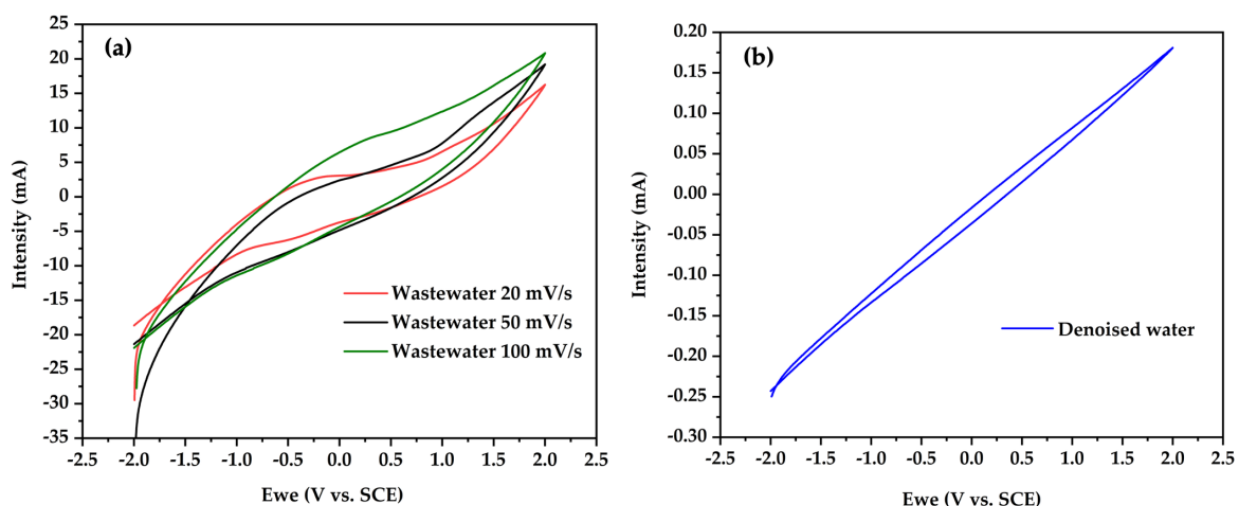 (a)
25
20
15
10
5
0
-5
-10
-15
-20
-25
-30
-35
Intensity (mA)
Wastewater 20 mV/s
Wastewater 50 mV/s
Wastewater 100 mV/s
-2.5 -2.0 -1.5 -1.0 -0.5 0.0 0.5 1.0 1.5 2.0 2.5
Ewe (V vs. SCE)
(b)
0.20
0.15
0.10
0.05
0.00
-0.05
-0.10
-0.15
-0.20
-0.25
-0.30
Intensity (mA)
Denoised water
-2.5 -2.0 -1.5 -1.0 -0.5 0.0 0.5 1.0 1.5 2.0 2.5
Ewe (V vs. SCE)